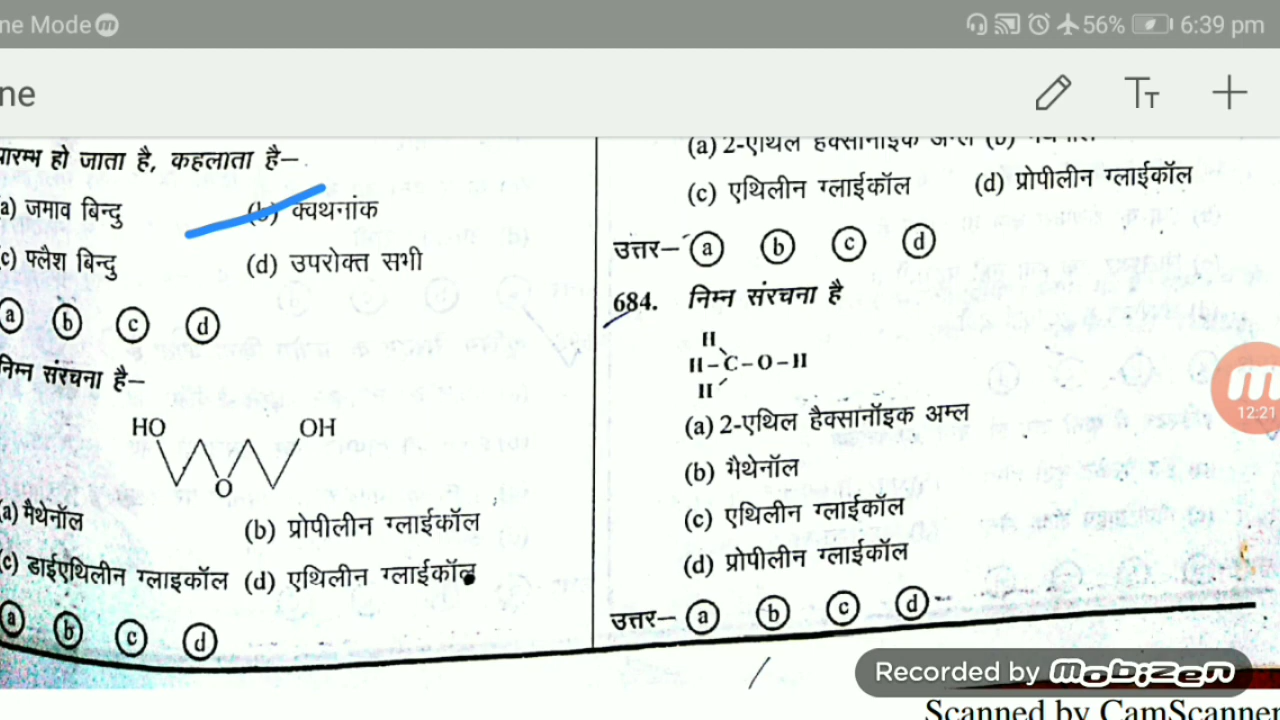 ne Mode
56% 6:39 pm
ne
TT
प्रारम्भ हो जाता है, कहलाता है–
(a) जमाव बिन्दु (b) क्वथनांक
(c) फ्लैश बिन्दु (d) उपरोक्त सभी
a b c d
निम्न संरचना है–
HO OH
O
(a) मैथेनॉल (b) प्रोपीलीन ग्लाईकॉल
(c) डाईएथिलीन ग्लाइकॉल (d) एथिलीन ग्लाईकॉल
a b c d
(a) 2-एथिल हैक्सानॉइक अम्ल (b)
(c) एथिलीन ग्लाईकॉल (d) प्रोपीलीन ग्लाईकॉल
उत्तर– a b c d
684. निम्न संरचना है
H
H–C–O–H
H
(a) 2-एथिल हैक्सानॉइक अम्ल
(b) मैथेनॉल
(c) एथिलीन ग्लाईकॉल
(d) प्रोपीलीन ग्लाईकॉल
उत्तर– a b c d
12:21
Recorded by mobizen
Scanned by CamScanner